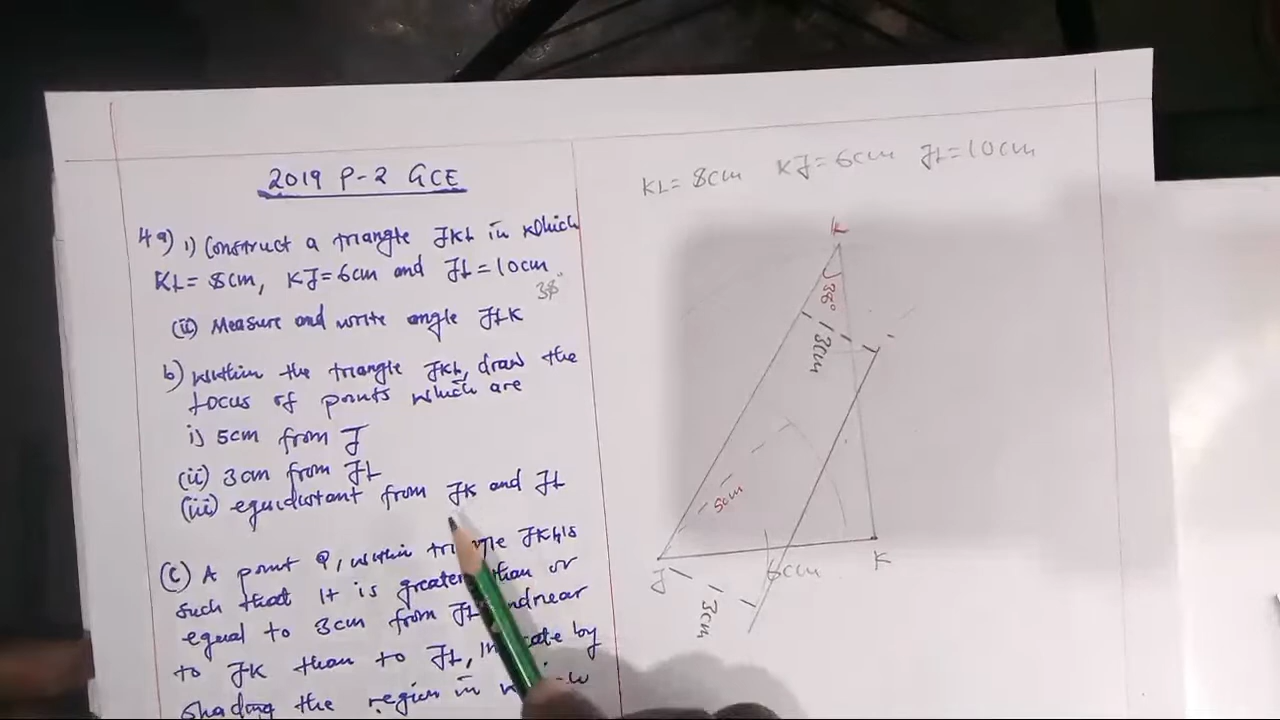 2019 P-2 GCE
4a) i) Construct a triangle JKL in which
KL= 8cm, KJ=6cm and JL=10cm
38°
(ii) Measure and write angle JLK
b) Within the triangle JKL, draw the
locus of points which are
i) 5cm from J
(ii) 3cm from JL
(iii) equidistant from JK and JL
(c) A point Q, within triangle JKL, is
such that it is greater than or
equal to 3cm from JL and near
to JK than to JL, indicate by
shading the region in
KL= 8cm KJ=6cm JL=10cm
L
38°
3cm
5cm
J
6cm
K
3cm